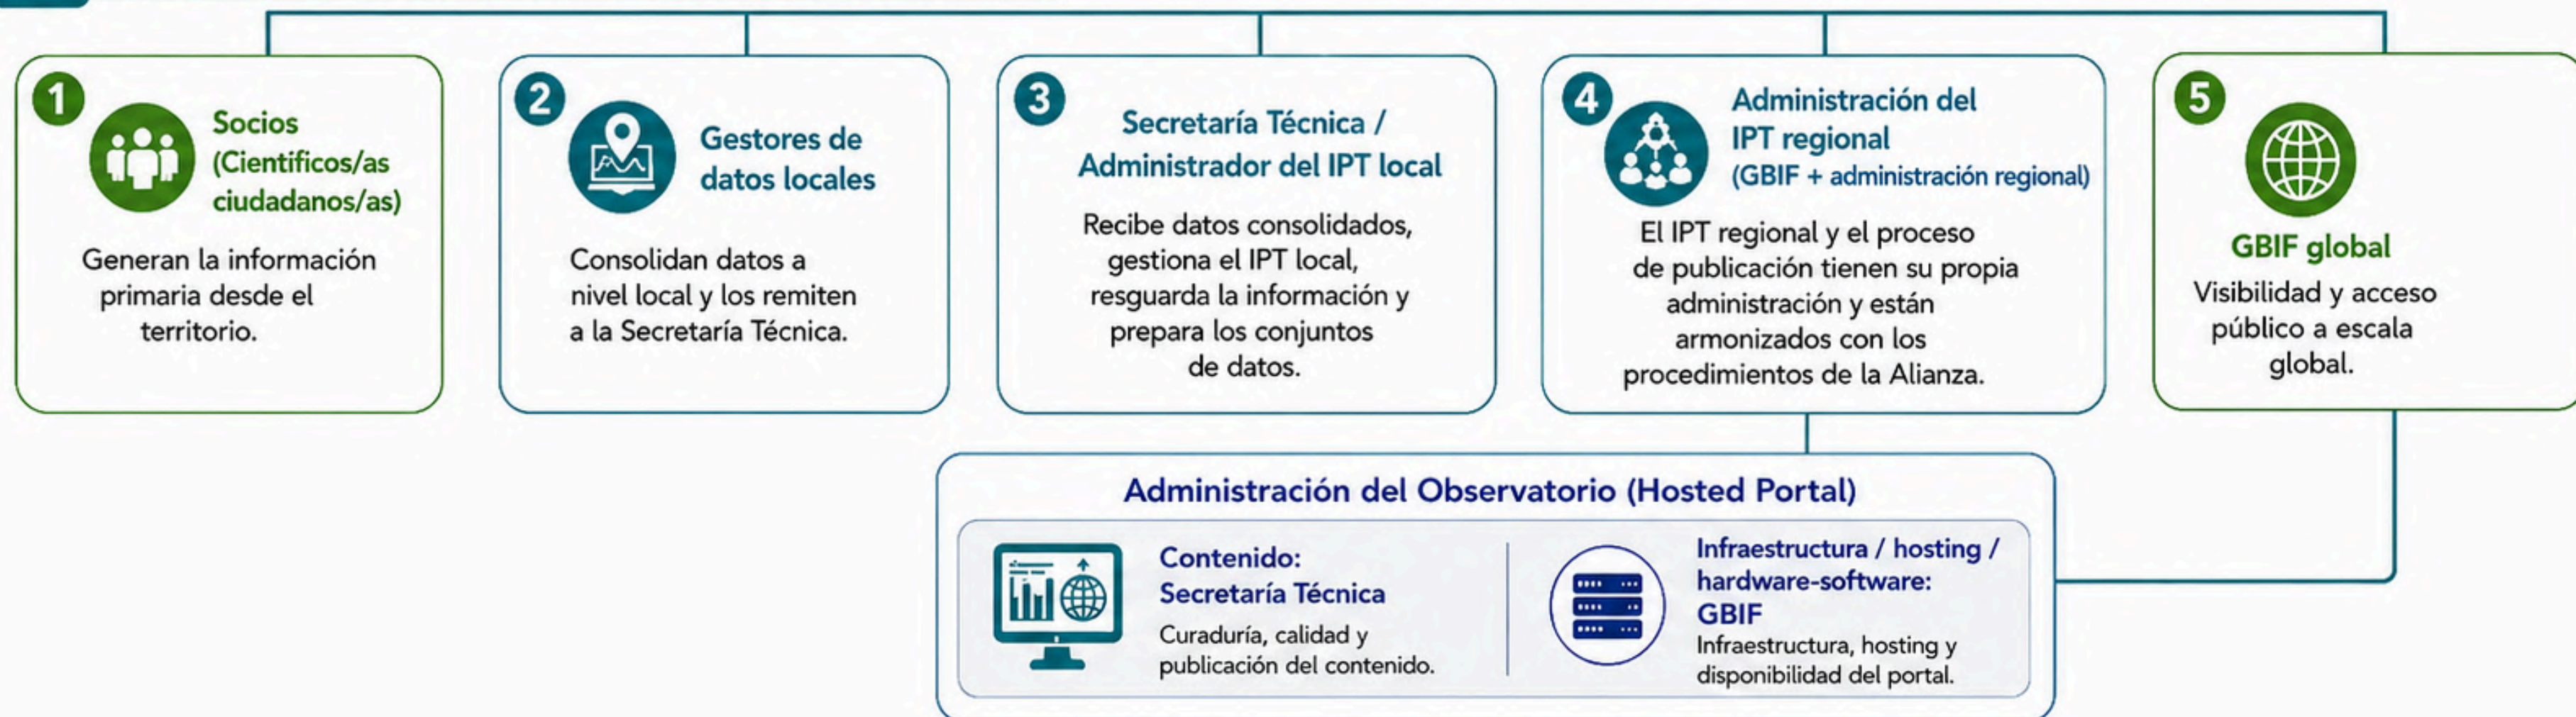 1
Socios
(Cientificos/as
ciudadanos/as)
Generan la información
primaria desde el
territorio.
2
Gestores de
datos locales
Consolidan datos a
nivel local y los remiten
a la Secretaría Técnica.
3
Secretaría Técnica /
Administrador del IPT local
Recibe datos consolidados,
gestiona el IPT local,
resguarda la información y
prepara los conjuntos
de datos.
4
Administración del
IPT regional
(GBIF + administración regional)
El IPT regional y el proceso
de publicación tienen su propia
administración y están
armonizados con los
procedimientos de la Alianza.
5
GBIF global
Visibilidad y acceso
público a escala
global.
Administración del Observatorio (Hosted Portal)
Contenido:
Secretaría Técnica
Curaduría, calidad y
publicación del contenido.
Infraestructura / hosting /
hardware-software:
GBIF
Infraestructura, hosting y
disponibilidad del portal.